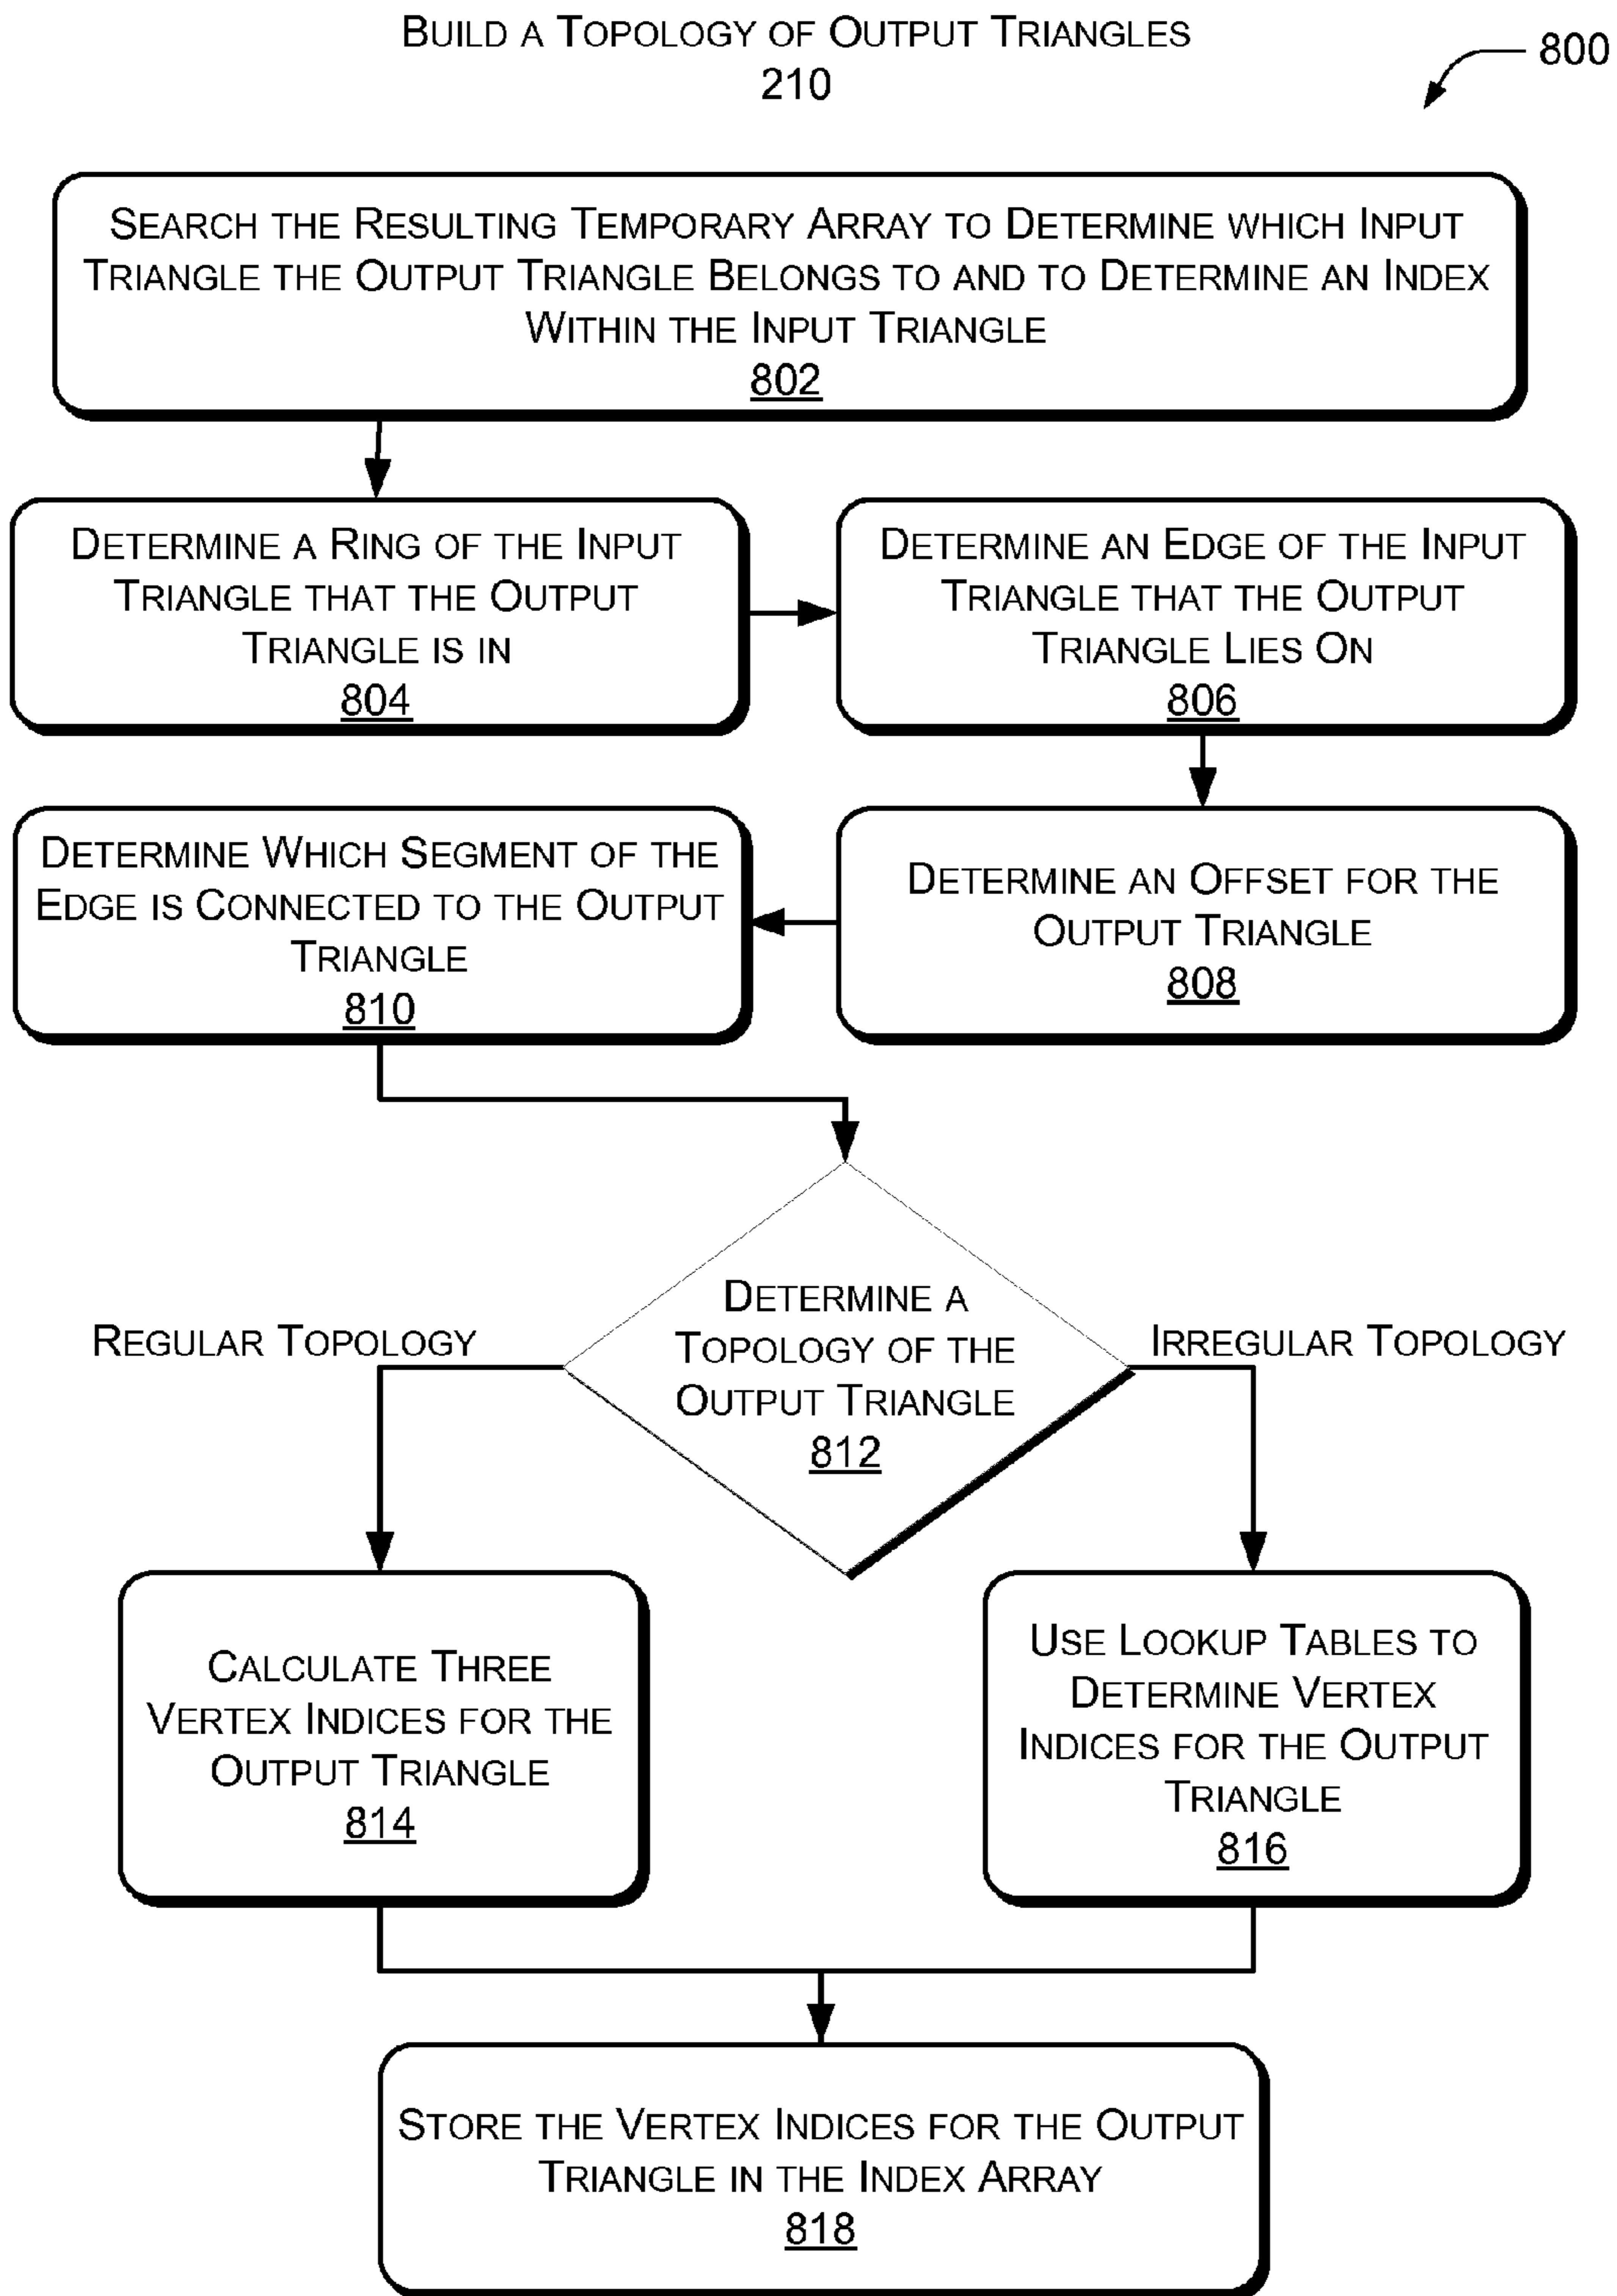 BUILD A TOPOLOGY OF OUTPUT TRIANGLES
210
800
SEARCH THE RESULTING TEMPORARY ARRAY TO DETERMINE WHICH INPUT
TRIANGLE THE OUTPUT TRIANGLE BELONGS TO AND TO DETERMINE AN INDEX
WITHIN THE INPUT TRIANGLE
802
DETERMINE A RING OF THE INPUT
TRIANGLE THAT THE OUTPUT
TRIANGLE IS IN
804
DETERMINE AN EDGE OF THE INPUT
TRIANGLE THAT THE OUTPUT
TRIANGLE LIES ON
806
DETERMINE AN OFFSET FOR THE
OUTPUT TRIANGLE
808
DETERMINE WHICH SEGMENT OF THE
EDGE IS CONNECTED TO THE OUTPUT
TRIANGLE
810
DETERMINE A
TOPOLOGY OF THE
OUTPUT TRIANGLE
812
REGULAR TOPOLOGY
IRREGULAR TOPOLOGY
CALCULATE THREE
VERTEX INDICES FOR THE
OUTPUT TRIANGLE
814
USE LOOKUP TABLES TO
DETERMINE VERTEX
INDICES FOR THE OUTPUT
TRIANGLE
816
STORE THE VERTEX INDICES FOR THE OUTPUT
TRIANGLE IN THE INDEX ARRAY
818